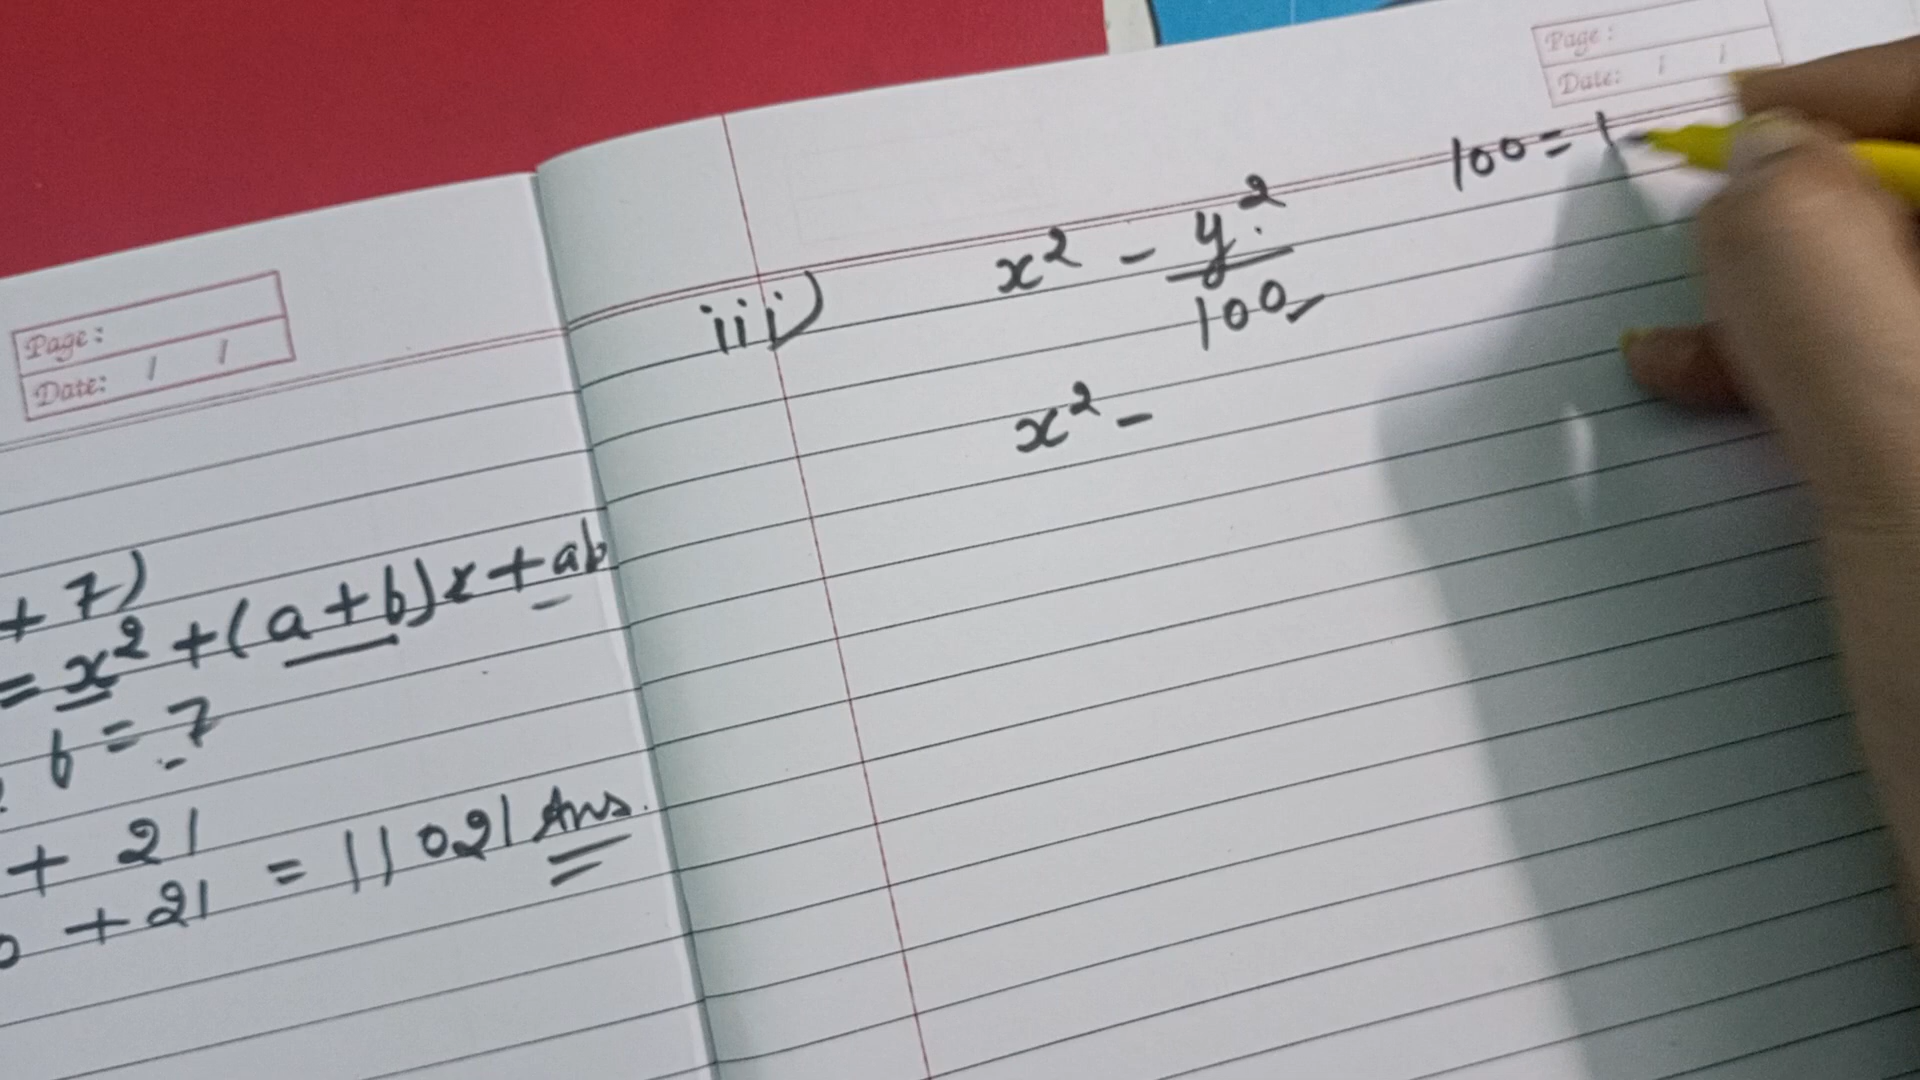 Page:
Date: / /
+ 7)
= x² + (a + b)x + ab
b = 7
+ 21
+ 21 = 11021 Ans.
Page:
Date: / /
100 = 1
iii) x² - y²/100
x² -